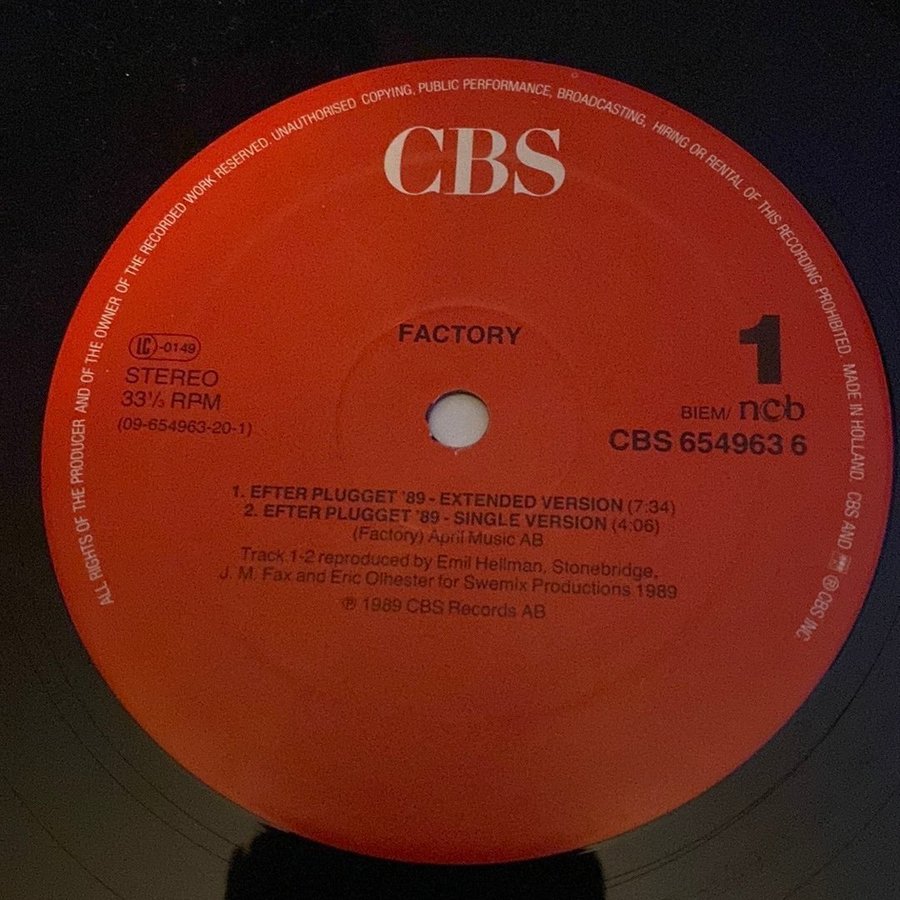 ALL RIGHTS OF THE PRODUCER AND OF THE OWNER OF THE RECORDED WORK RESERVED. UNAUTHORISED COPYING, PUBLIC PERFORMANCE, BROADCASTING, HIRING OR RENTAL OF THIS RECORDING PROHIBITED. MADE IN HOLLAND. CBS AND ℗ CBS INC
CBS
FACTORY
1
LC-0149
STEREO
33⅓ RPM
(09-654963-20-1)
BIEM/ ncb
CBS 654963 6
1. EFTER PLUGGET '89 - EXTENDED VERSION (7:34)
2. EFTER PLUGGET '89 - SINGLE VERSION (4:06)
(Factory) April Music AB
Track 1-2 reproduced by Emil Hellman, Stonebridge,
J. M. Fax and Eric Olhester for Swemix Productions 1989
℗ 1989 CBS Records AB